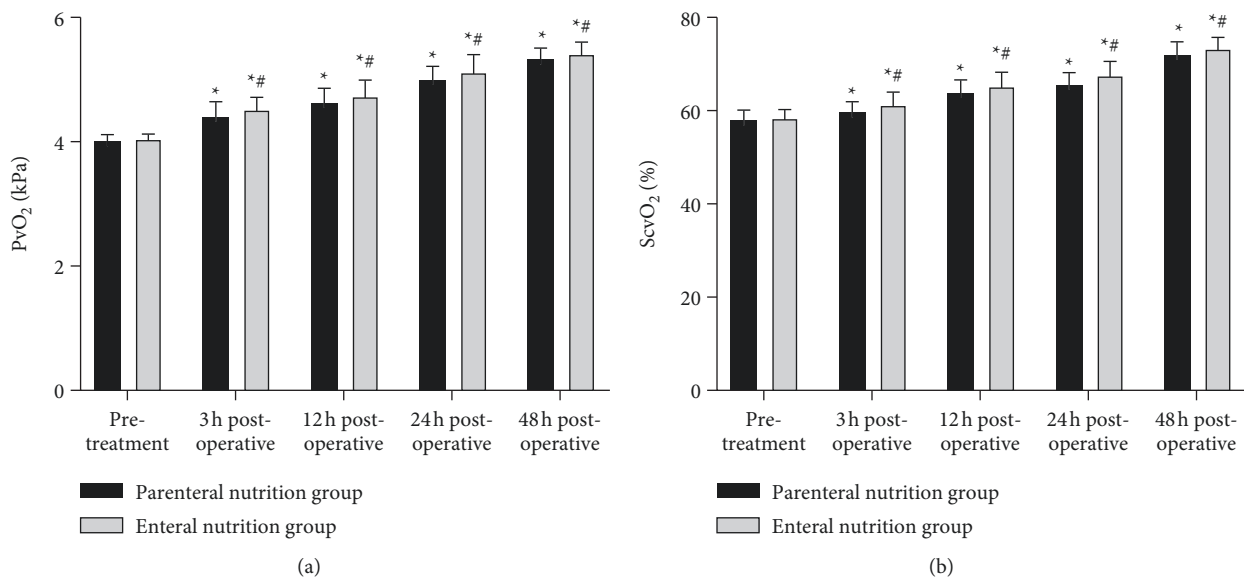 6
4
2
0
PvO₂ (kPa)
*
*#
*
*#
*
*#
*
*#
Pre-
treatment
3 h post-
operative
12 h post-
operative
24 h post-
operative
48 h post-
operative
Parenteral nutrition group
Enteral nutrition group
(a)
80
60
40
20
0
ScvO₂ (%)
*
*#
*
*#
*
*#
*
*#
Pre-
treatment
3 h post-
operative
12 h post-
operative
24 h post-
operative
48 h post-
operative
Parenteral nutrition group
Enteral nutrition group
(b)